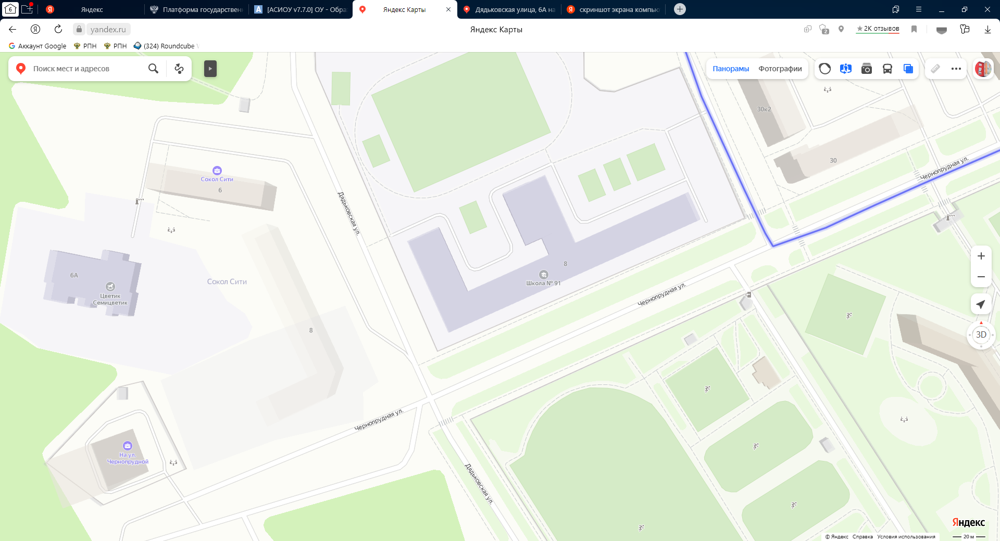 6
Яндекс
Платформа государствен
[АСИОУ v7.7.0] ОУ - Обра
Яндекс Карты
Дядьковская улица, 6А на
скриншот экрана компью
yandex.ru
Яндекс Карты
2
2К отзывов
Аккаунт Google
РПН
РПН
(324) Roundcube
Поиск мест и адресов
Панорамы
Фотографии
30к2
30
Чернопрудная ул.
Сокол Сити
6
Дядьковская ул.
8
Школа № 91
6А
Цветик
Семицветик
Сокол Сити
Чернопрудная ул.
8
3D
Чернопрудная ул.
На ул.
Чернопрудной
Дядьковская ул.
Яндекс
© Яндекс Справка Условия использования
20 м